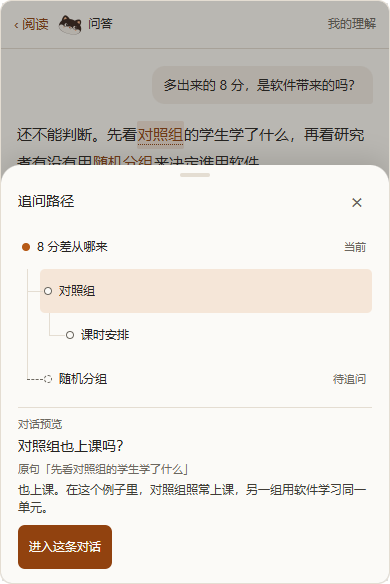 ‹ 阅读 问答 我的理解
多出来的 8 分，是软件带来的吗？
还不能判断。先看对照组的学生学了什么，再看研究
者有没有用随机分组来决定谁用软件
追问路径 ×
8 分差从哪来 当前
对照组
课时安排
随机分组 待追问
对话预览
对照组也上课吗？
原句「先看对照组的学生学了什么」
也上课。在这个例子里，对照组照常上课，另一组用软件学习同一
单元。
进入这条对话